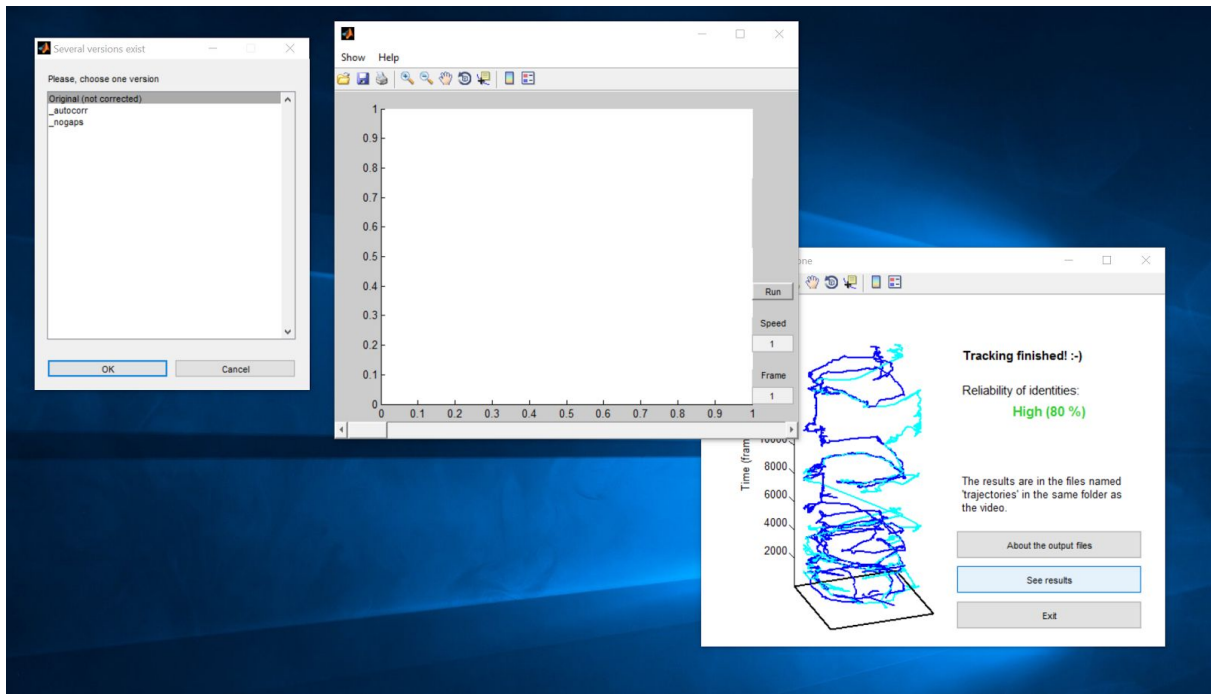 Several versions exist
Please, choose one version
Original (not corrected)
_autocorr
_nogaps
OK
Cancel
Show Help
1
0.9
0.8
0.7
0.6
0.5
0.4
0.3
0.2
0.1
0
0 0.1 0.2 0.3 0.4 0.5 0.6 0.7 0.8 0.9 1
Run
Speed
1
Frame
1
one
Tracking finished! :-)
Reliability of identities:
High (80 %)
The results are in the files named
'trajectories' in the same folder as
the video.
About the output files
See results
Exit
10000
8000
6000
4000
2000
Time (fram